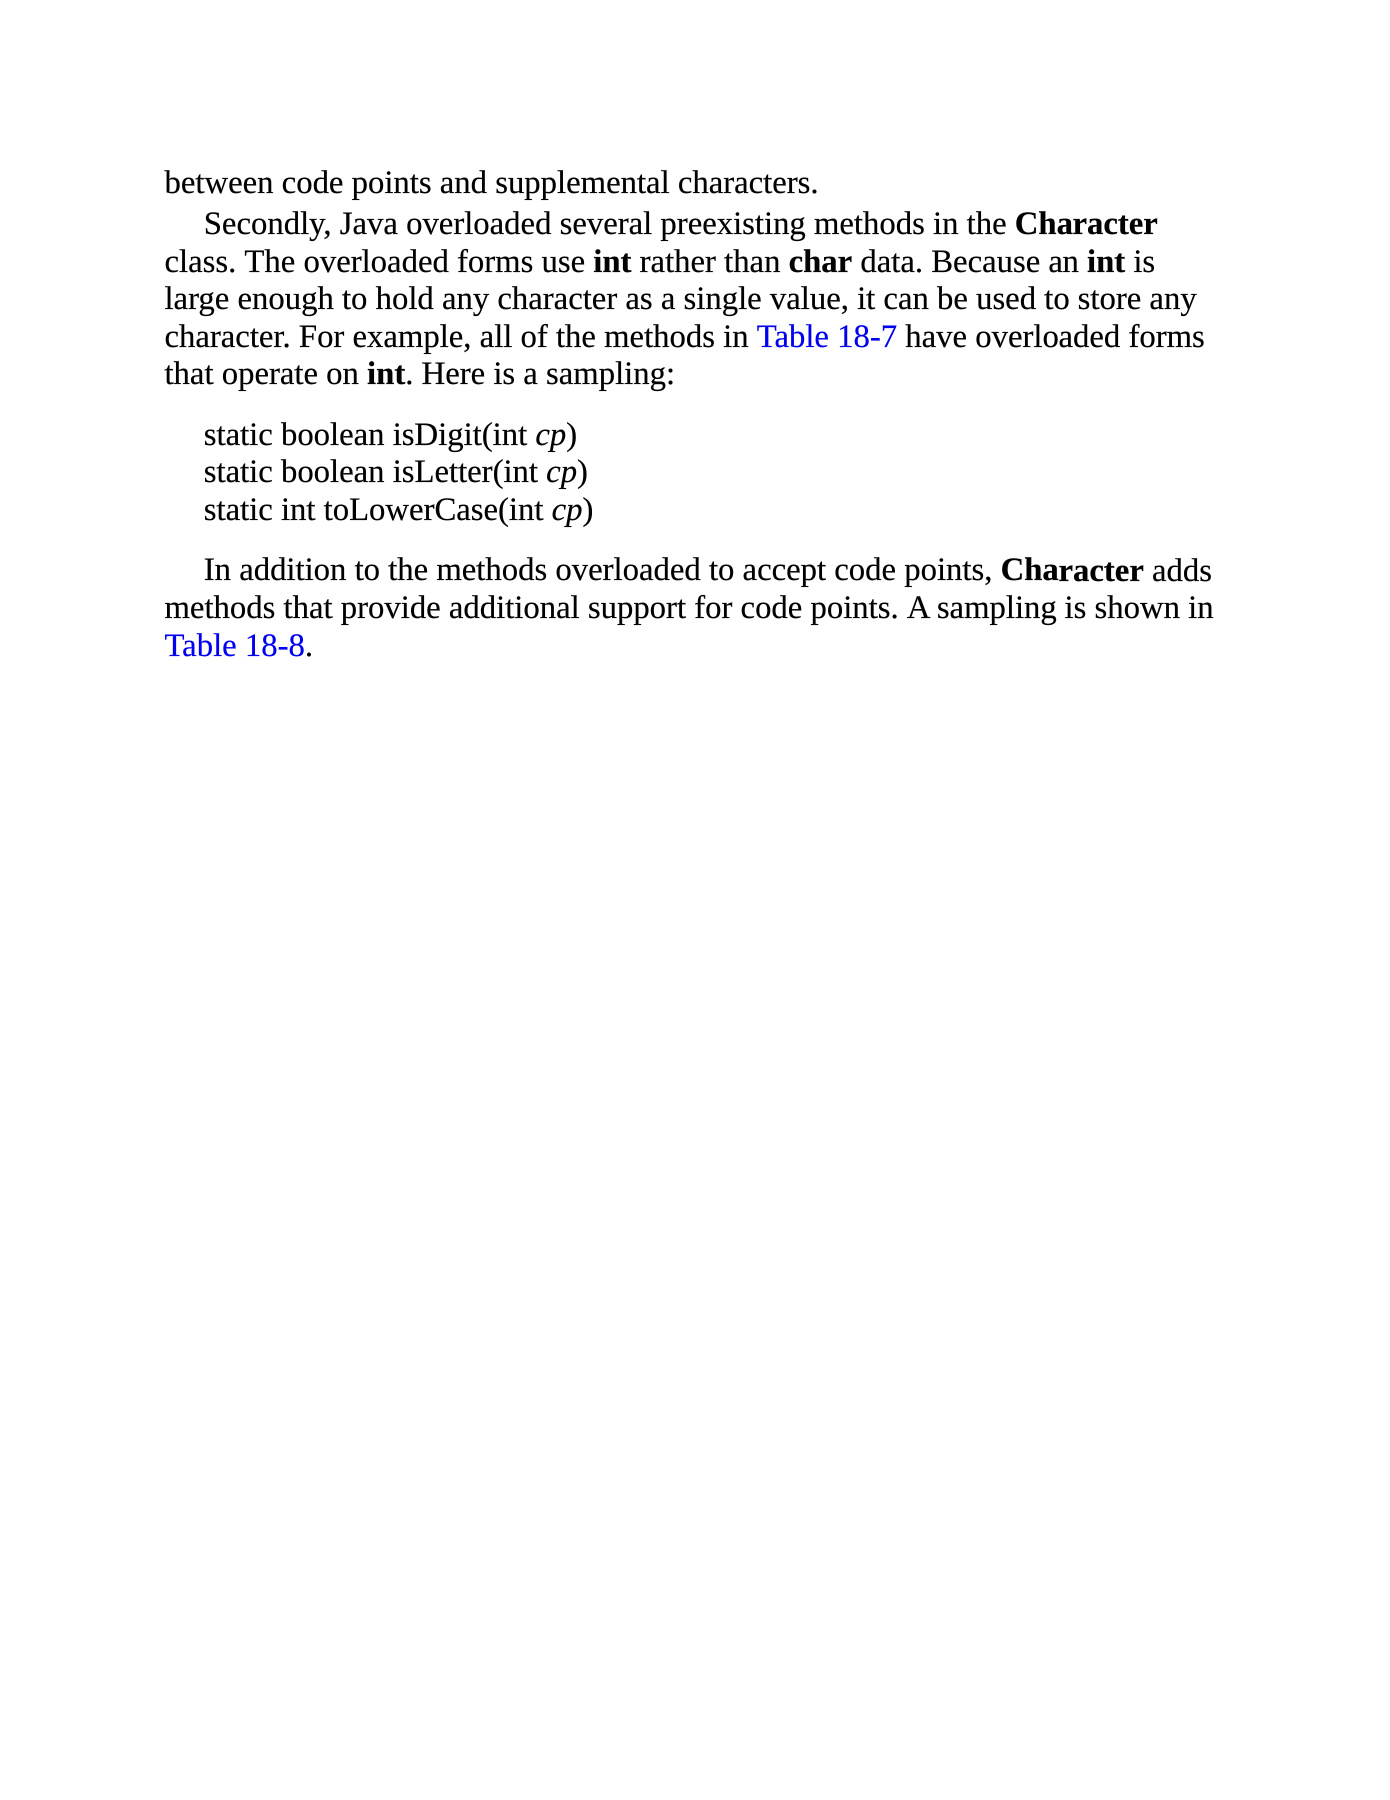 between code points and supplemental characters.
Secondly, Java overloaded several preexisting methods in the Character
class. The overloaded forms use int rather than char data. Because an int is
large enough to hold any character as a single value, it can be used to store any
character. For example, all of the methods in Table 18-7 have overloaded forms
that operate on int. Here is a sampling:
static boolean isDigit(int cp)
static boolean isLetter(int cp)
static int toLowerCase(int cp)
In addition to the methods overloaded to accept code points, Character adds
methods that provide additional support for code points. A sampling is shown in
Table 18-8.